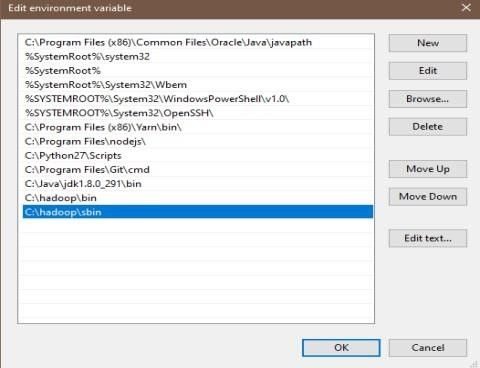 Edit environment variable
C:\Program Files (x86)\Common Files\Oracle\Java\javapath
%SystemRoot%\system32
%SystemRoot%
%SystemRoot%\System32\Wbem
%SYSTEMROOT%\System32\WindowsPowerShell\v1.0\
%SYSTEMROOT%\System32\OpenSSH\
C:\Program Files (x86)\Yarn\bin\
C:\Program Files\nodejs\
C:\Python27\Scripts
C:\Program Files\Git\cmd
C:\Java\jdk1.8.0_291\bin
C:\hadoop\bin
C:\hadoop\sbin
New
Edit
Browse...
Delete
Move Up
Move Down
Edit text...
OK
Cancel